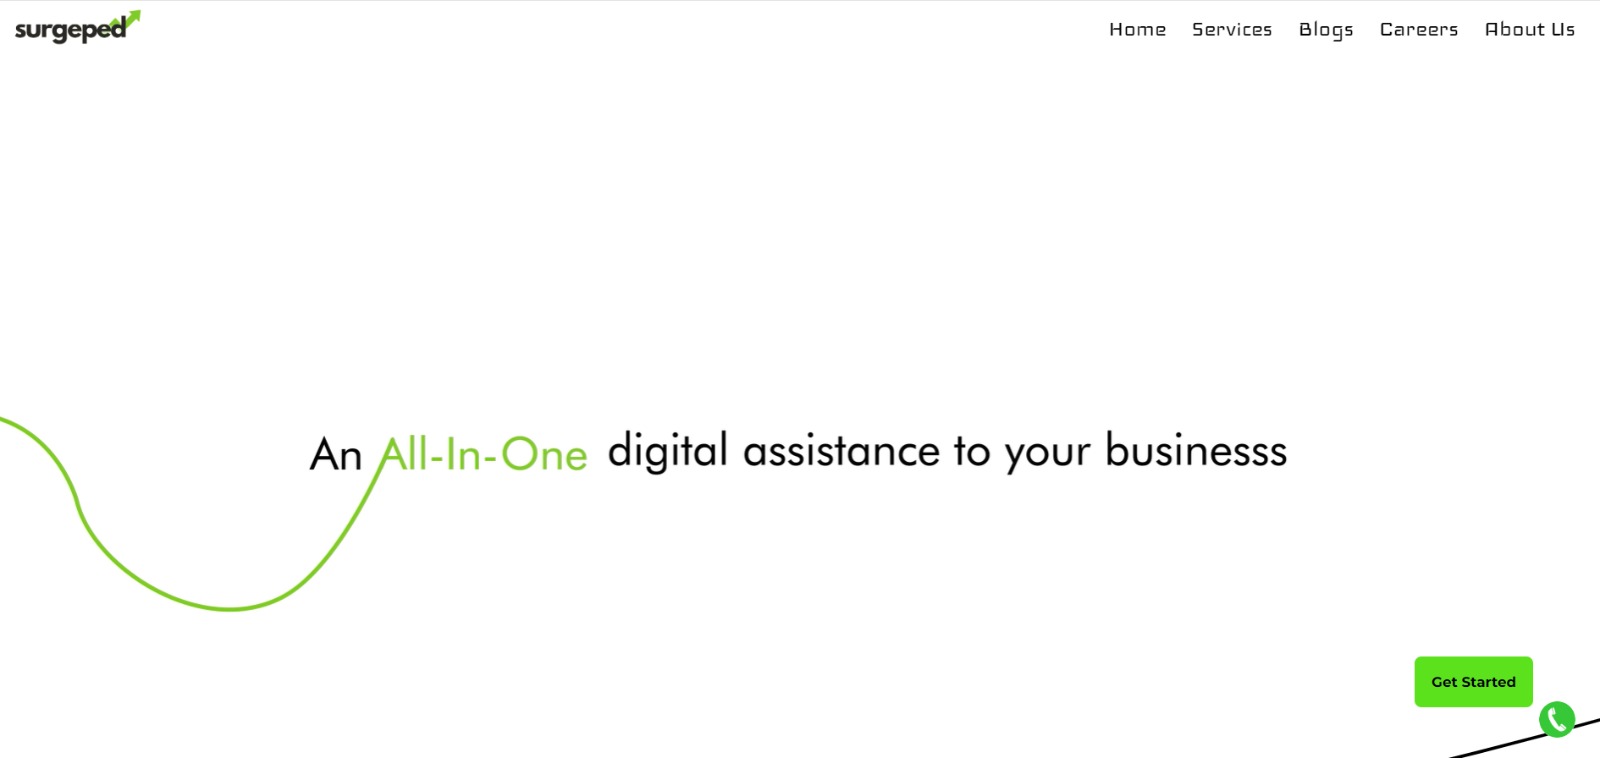 surgeped
Home Services Blogs Careers About Us
An All-In-One digital assistance to your businesss
Get Started